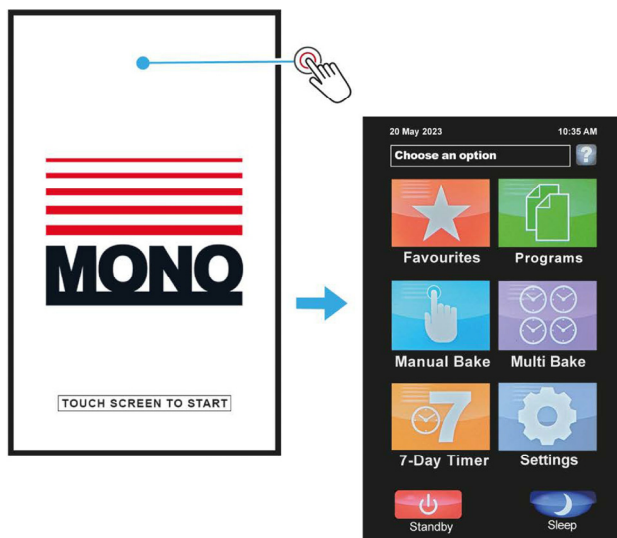 MONO
TOUCH SCREEN TO START
20 May 2023 10:35 AM
Choose an option ?
Favourites Programs
Manual Bake Multi Bake
7
7-Day Timer Settings
Standby Sleep